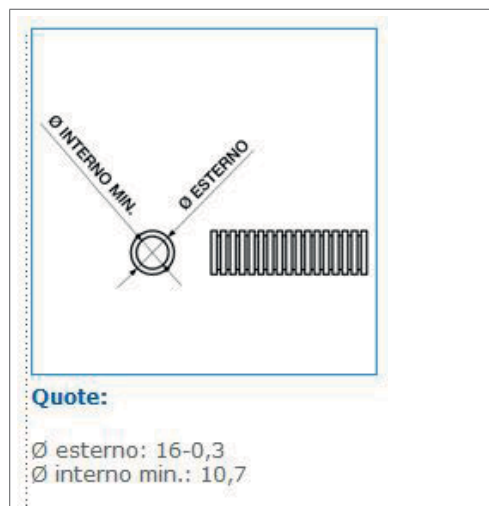 Ø INTERNO MIN.
Ø ESTERNO
Quote:
Ø esterno: 16-0,3
Ø interno min.: 10,7